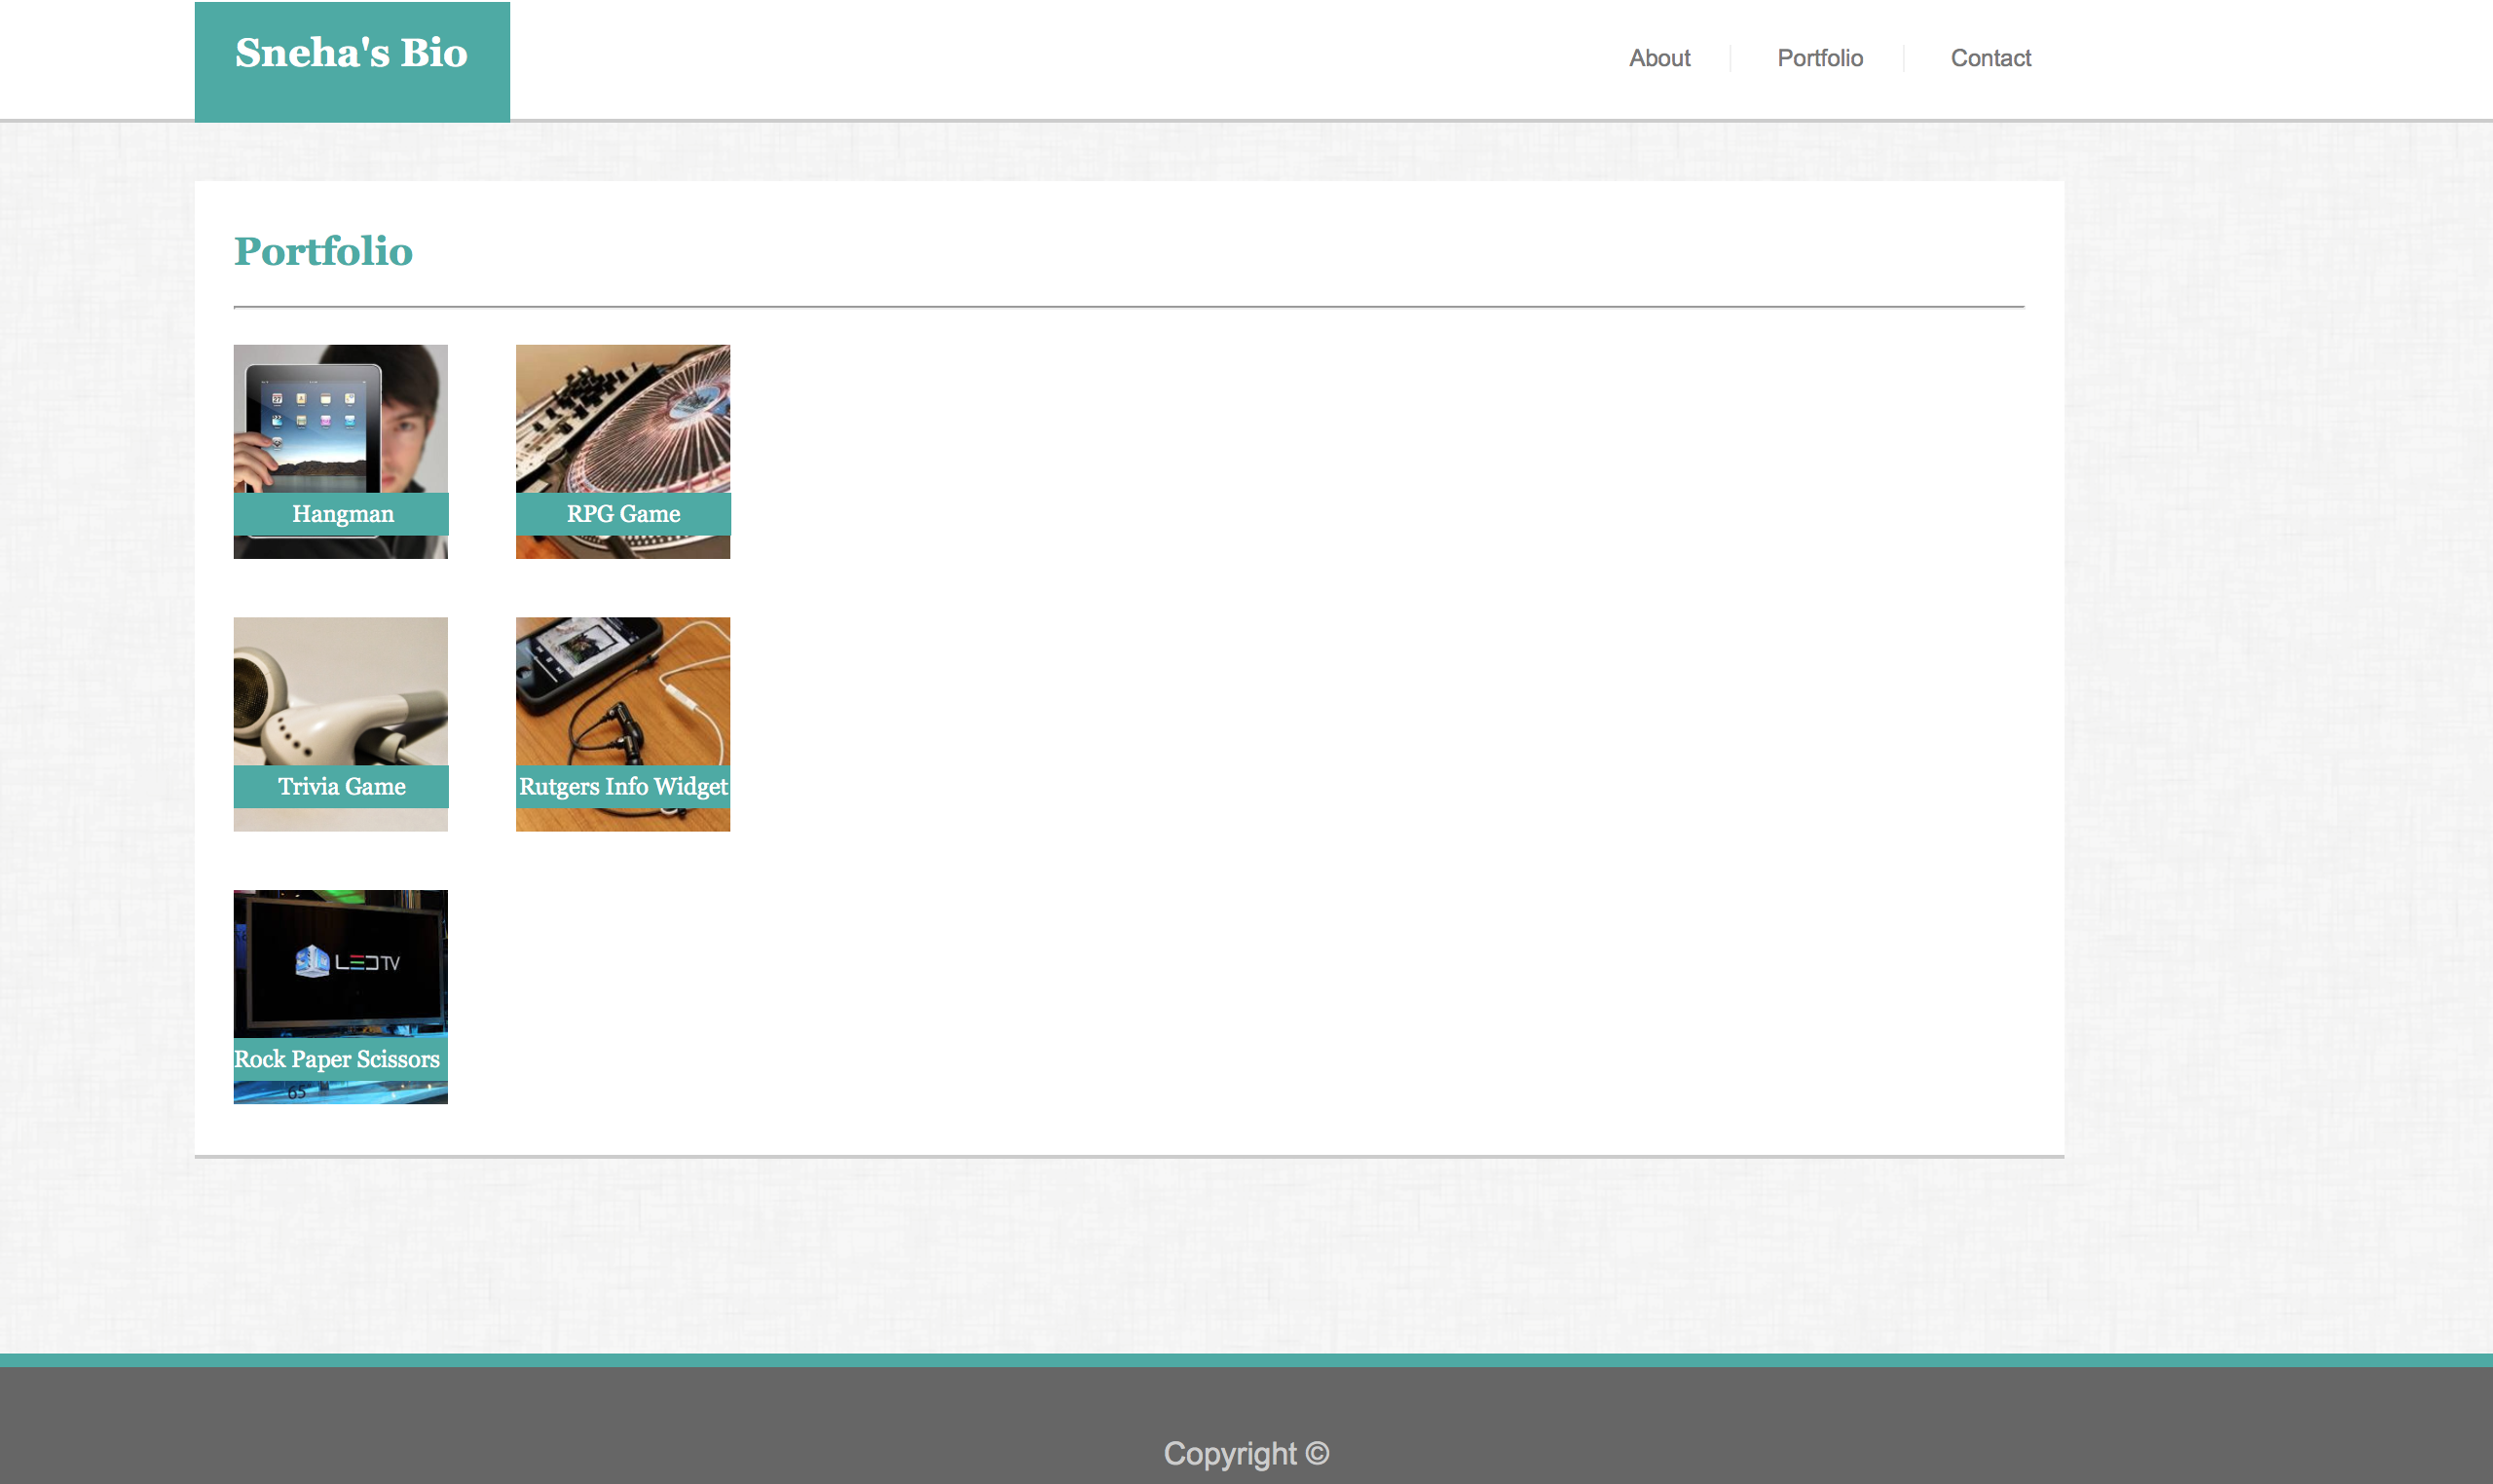 Sneha's Bio
About Portfolio Contact
Portfolio
Hangman
RPG Game
Trivia Game
Rutgers Info Widget
LEDTV
Rock Paper Scissors
65
Copyright ©